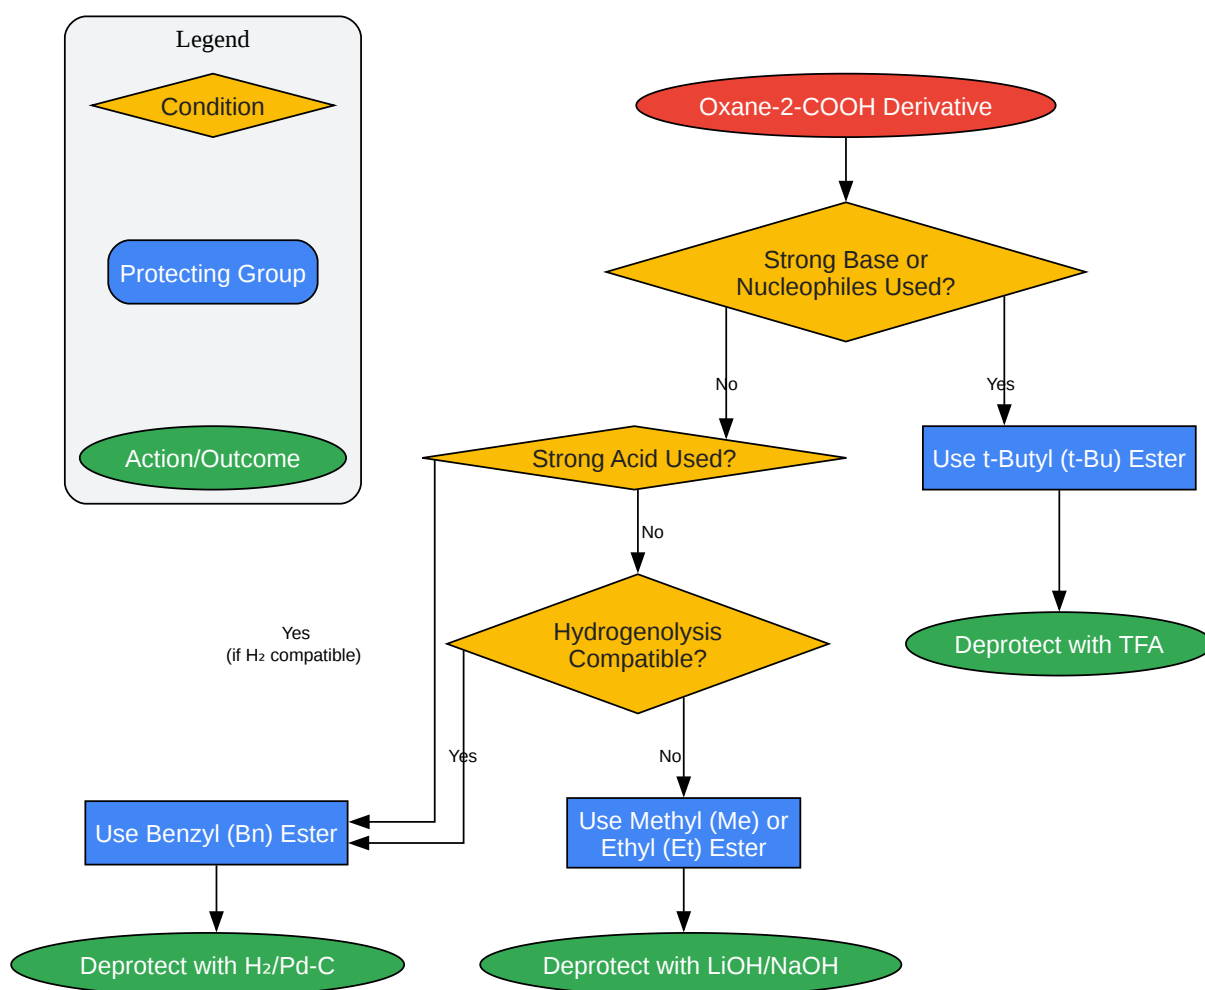 Legend
Condition
Protecting Group
Action/Outcome
Oxane-2-COOH Derivative
Strong Base or
Nucleophiles Used?
No
Yes
Strong Acid Used?
Use t-Butyl (t-Bu) Ester
No
Yes
(if H₂ compatible)
Hydrogenolysis
Compatible?
Deprotect with TFA
Yes
No
Use Benzyl (Bn) Ester
Use Methyl (Me) or
Ethyl (Et) Ester
Deprotect with H₂/Pd-C
Deprotect with LiOH/NaOH